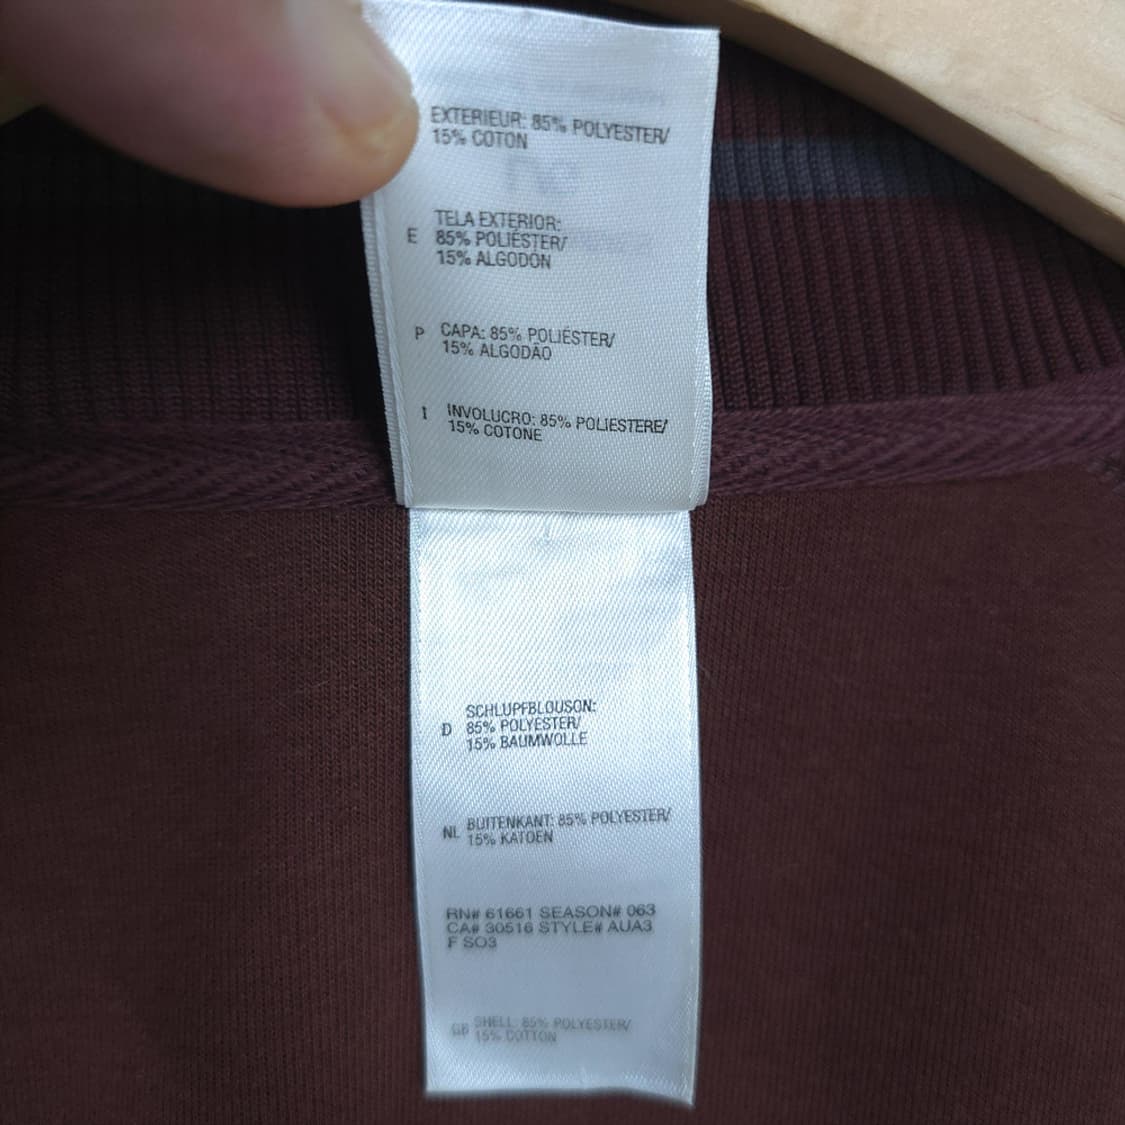 EXTERIEUR: 85% POLYESTER/
15% COTON
E TELA EXTERIOR:
85% POLIÉSTER/
15% ALGODÓN
P CAPA: 85% POLIÉSTER/
15% ALGODÃO
I INVOLUCRO: 85% POLIESTERE/
15% COTONE
D SCHLUPFBLOUSON:
85% POLYESTER/
15% BAUMWOLLE
NL BUITENKANT: 85% POLYESTER/
15% KATOEN
RN# 61661 SEASON# 063
CA# 30516 STYLE# AUA3
F SO3
GB SHELL: 85% POLYESTER/
15% COTTON